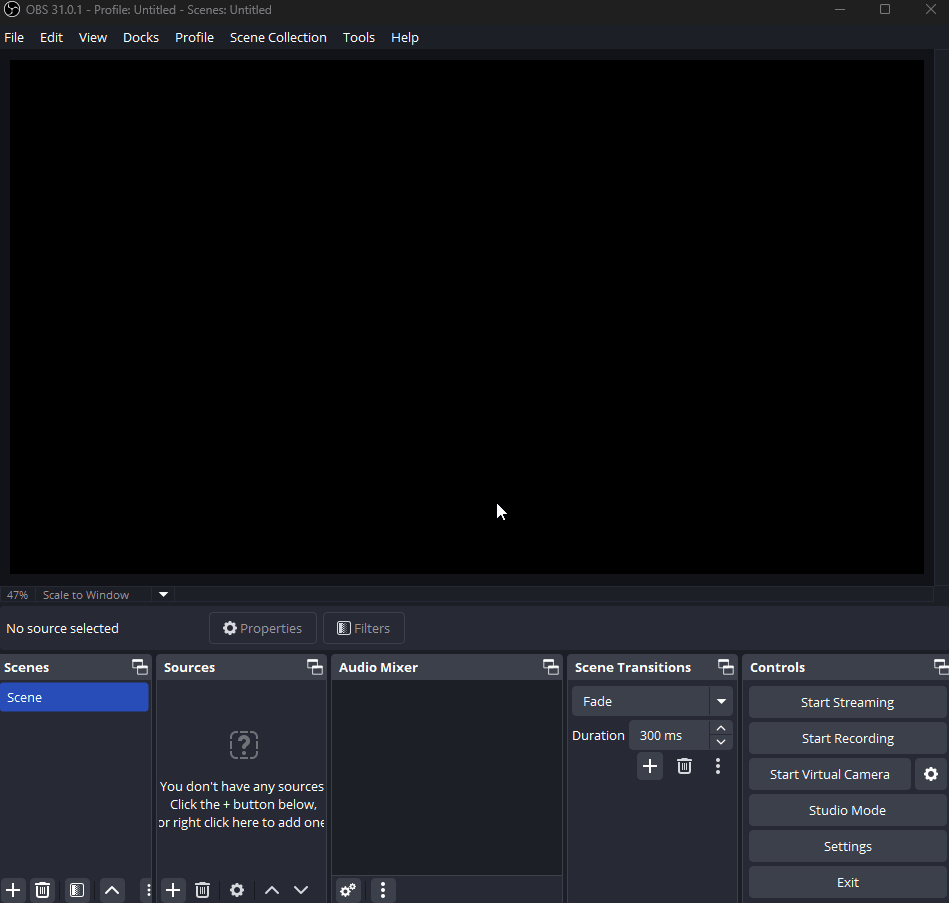 OBS 31.0.1 - Profile: Untitled - Scenes: Untitled
File Edit View Docks Profile Scene Collection Tools Help
47% Scale to Window
No source selected Properties Filters
Scenes
Scene
Sources
You don't have any sources
Click the + button below,
or right click here to add one
Audio Mixer
Scene Transitions
Fade
Duration 300 ms
Controls
Start Streaming
Start Recording
Start Virtual Camera
Studio Mode
Settings
Exit